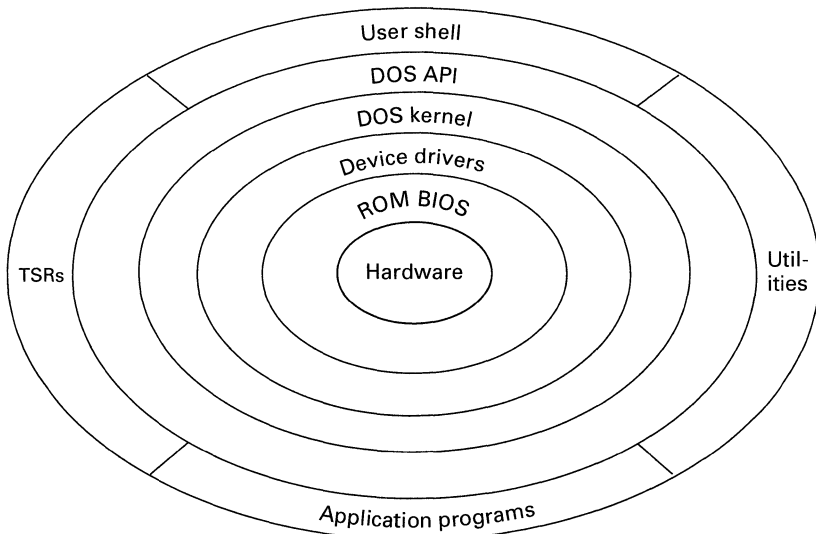 User shell
DOS API
DOS kernel
Device drivers
ROM BIOS
Hardware
TSRs
Util-
ities
Application programs